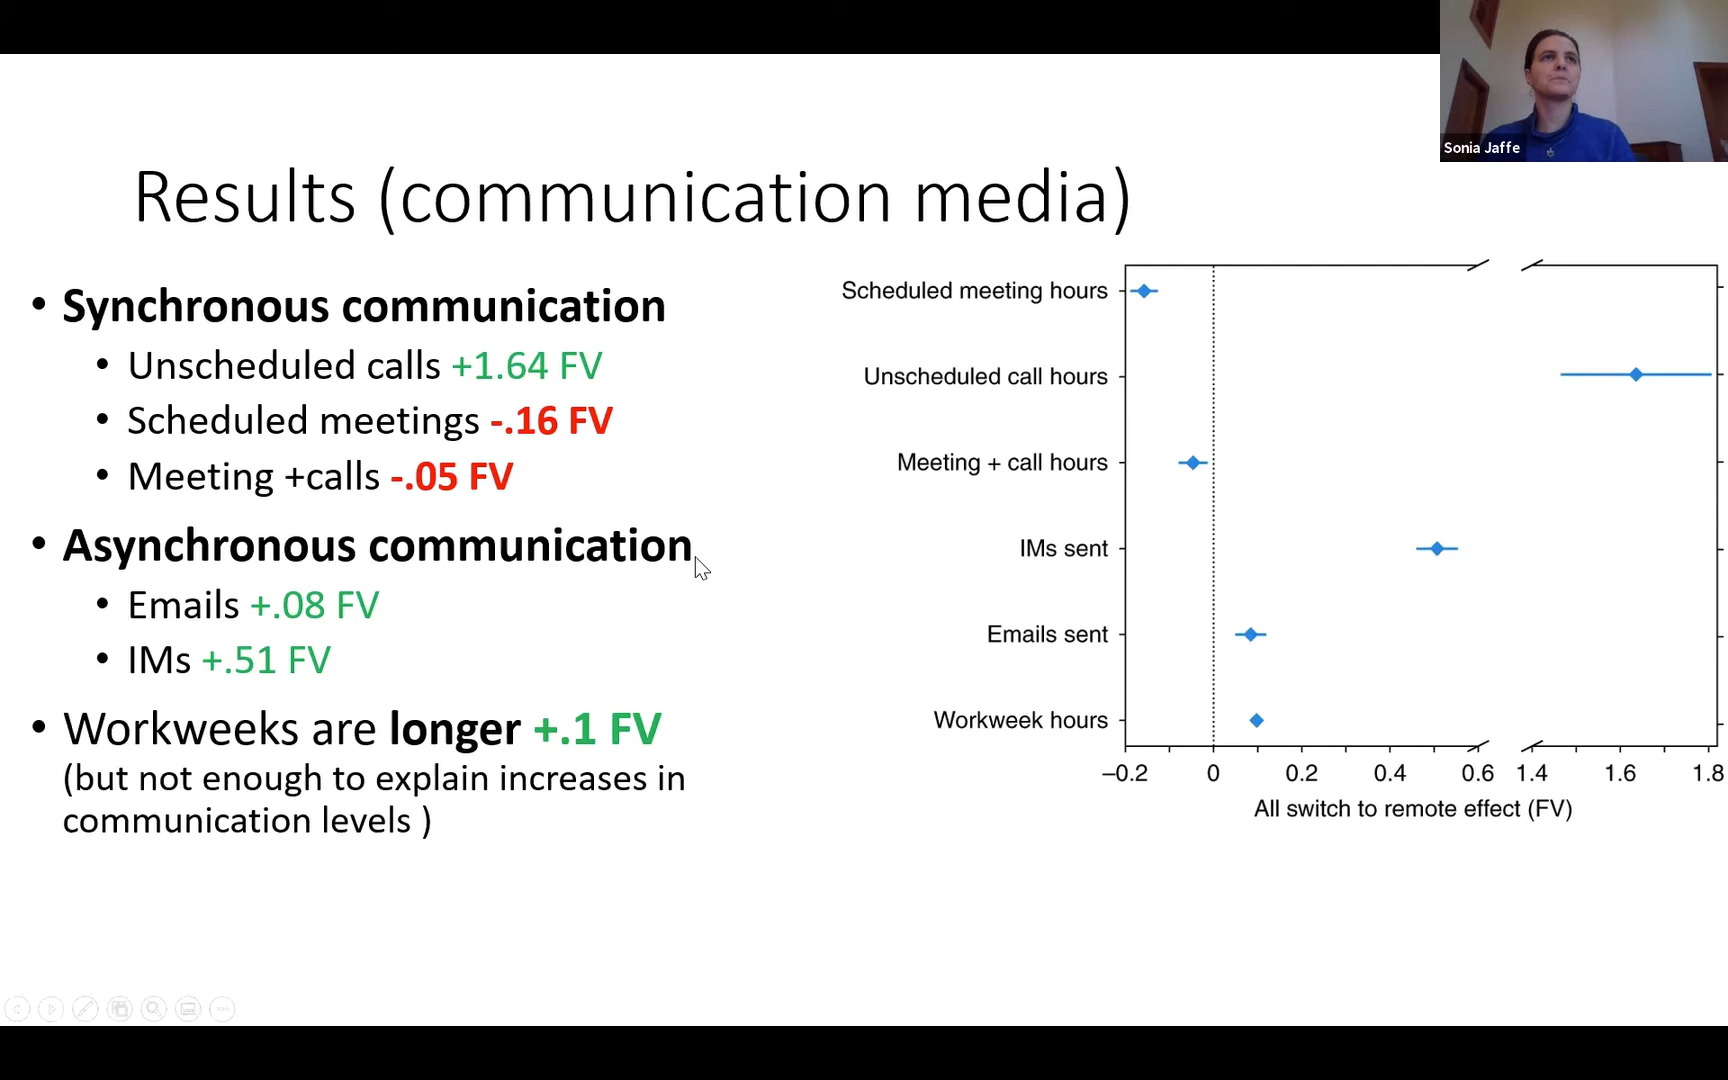 Sonia Jaffe
Results (communication media)
• Synchronous communication
• Unscheduled calls +1.64 FV
• Scheduled meetings -.16 FV
• Meeting +calls -.05 FV
• Asynchronous communication
• Emails +.08 FV
• IMs +.51 FV
• Workweeks are longer +.1 FV
(but not enough to explain increases in
communication levels )
Scheduled meeting hours
Unscheduled call hours
Meeting + call hours
IMs sent
Emails sent
Workweek hours
−0.2 0 0.2 0.4 0.6 1.4 1.6 1.8
All switch to remote effect (FV)